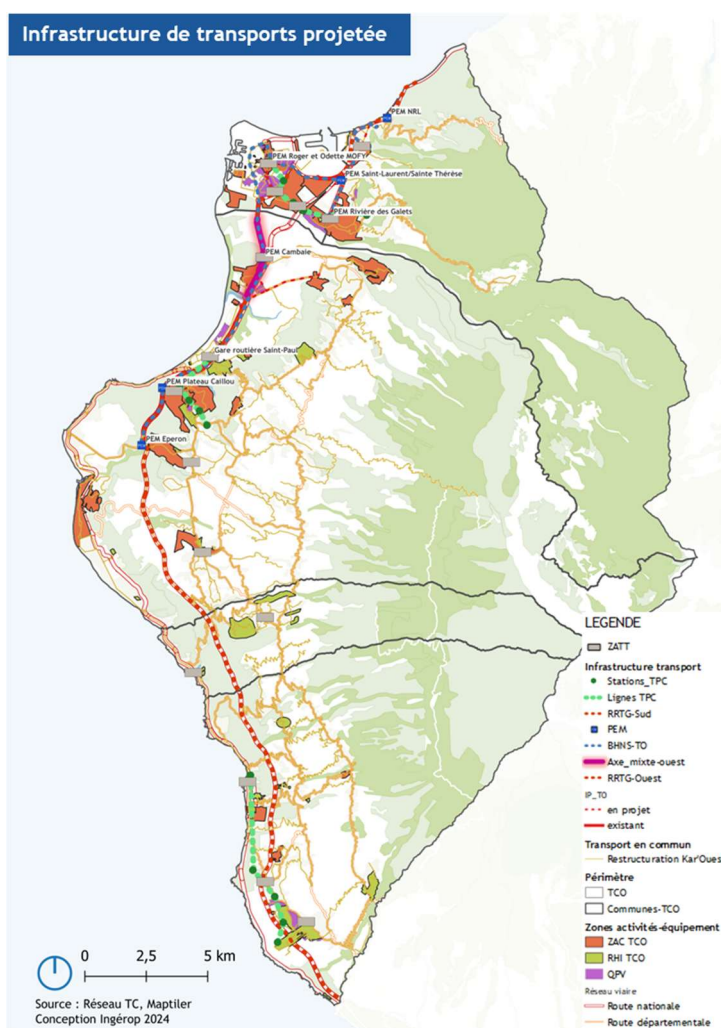 Infrastructure de transports projetée
PEM NRL
PEM Roger et Odette MOFY
PEM Saint-Laurent/Sainte Thérèse
PEM Rivière des Galets
PEM Cambaie
Gare routière Saint-Paul
PEM Plateau Caillou
PEM Eperon
LEGENDE
ZATT
Infrastructure transport
Stations_TPC
Lignes TPC
RRTG-Sud
PEM
BHNS-TO
Axe_mixte-ouest
RRTG-Ouest
IP_TO
en projet
existant
Transport en commun
Restructuration Kar'Oues
Périmètre
TCO
Communes-TCO
Zones activités-équipement
ZAC TCO
RHI TCO
QPV
Réseau viaire
Route nationale
Route départementale
0 2,5 5 km
Source : Réseau TC, Maptiler
Conception Ingérop 2024